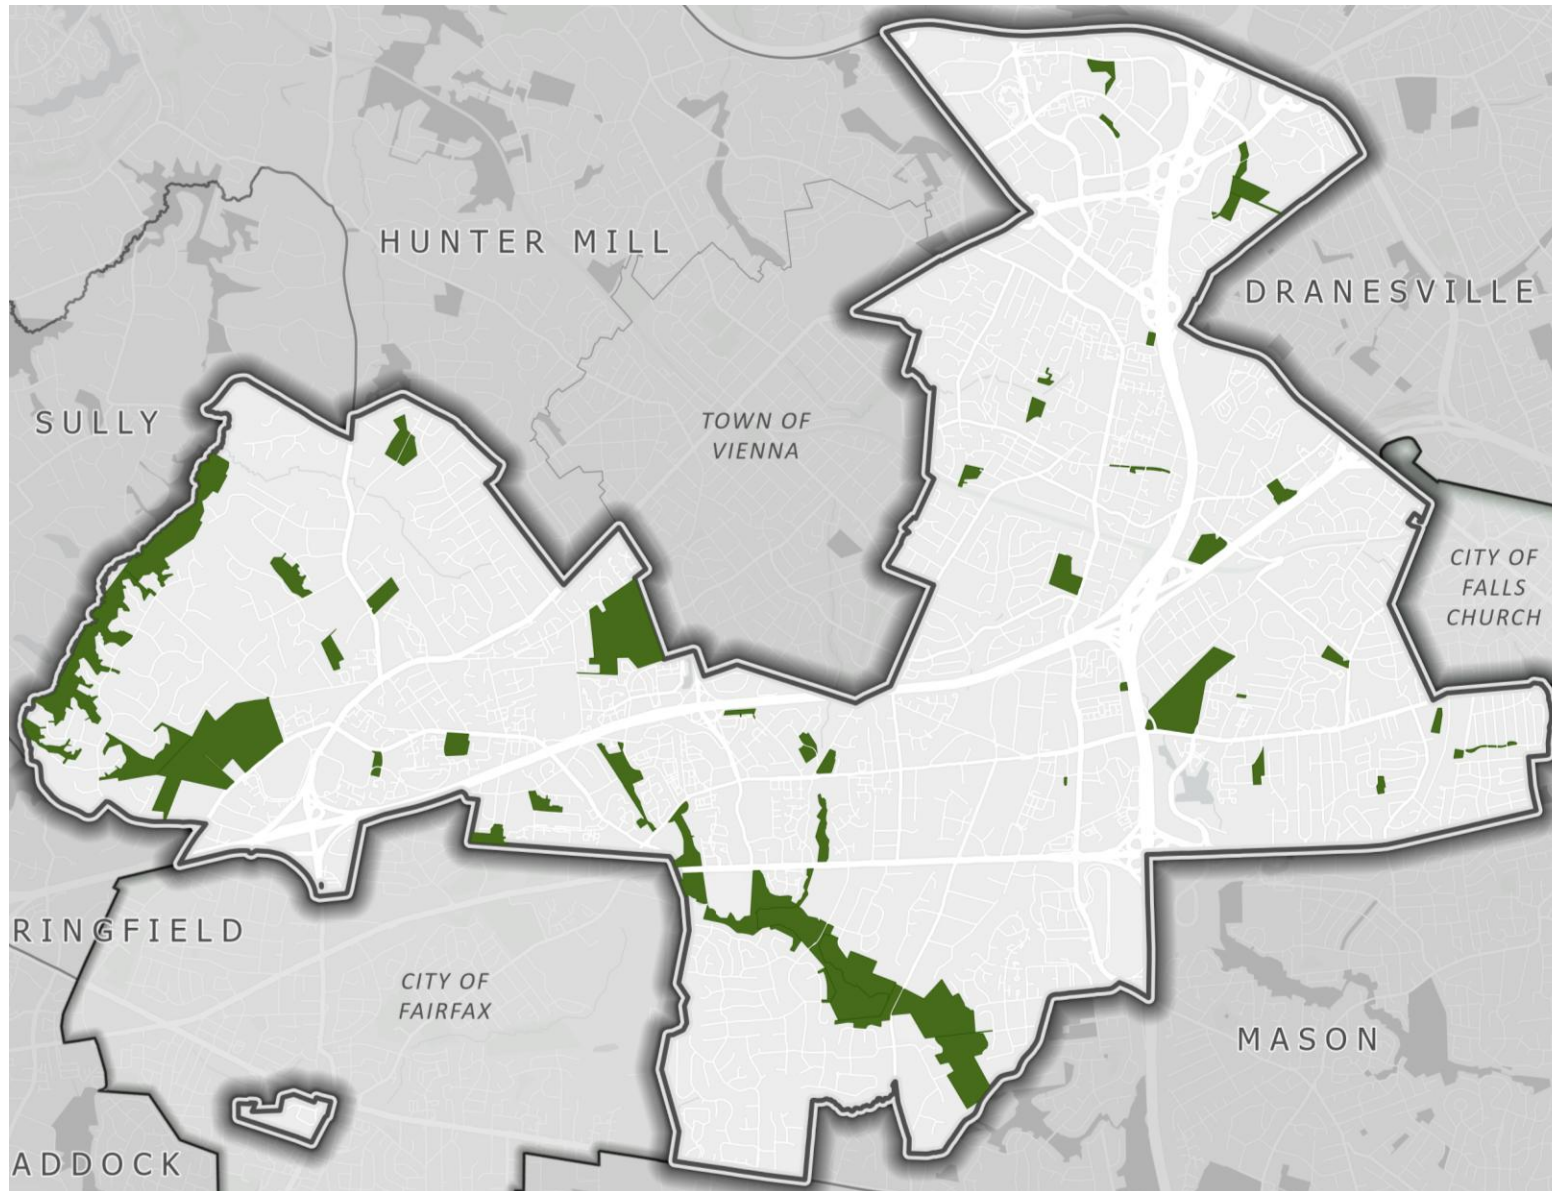 HUNTER MILL
DRANESVILLE
SULLY
TOWN OF
VIENNA
CITY OF
FALLS
CHURCH
RINGFIELD
CITY OF
FAIRFAX
MASON
ADDOCK